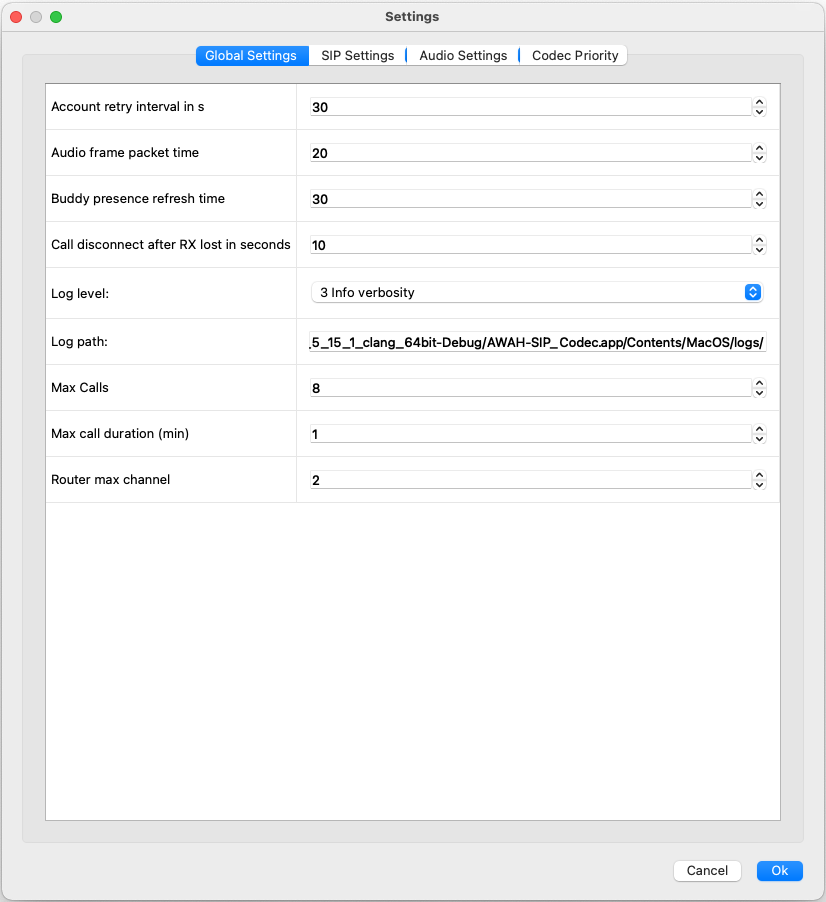 Settings
Global Settings SIP Settings Audio Settings Codec Priority
Account retry interval in s 30
Audio frame packet time 20
Buddy presence refresh time 30
Call disconnect after RX lost in seconds 10
Log level: 3 Info verbosity
Log path: _5_15_1_clang_64bit-Debug/AWAH-SIP_Codec.app/Contents/MacOS/logs/
Max Calls 8
Max call duration (min) 1
Router max channel 2
Cancel Ok